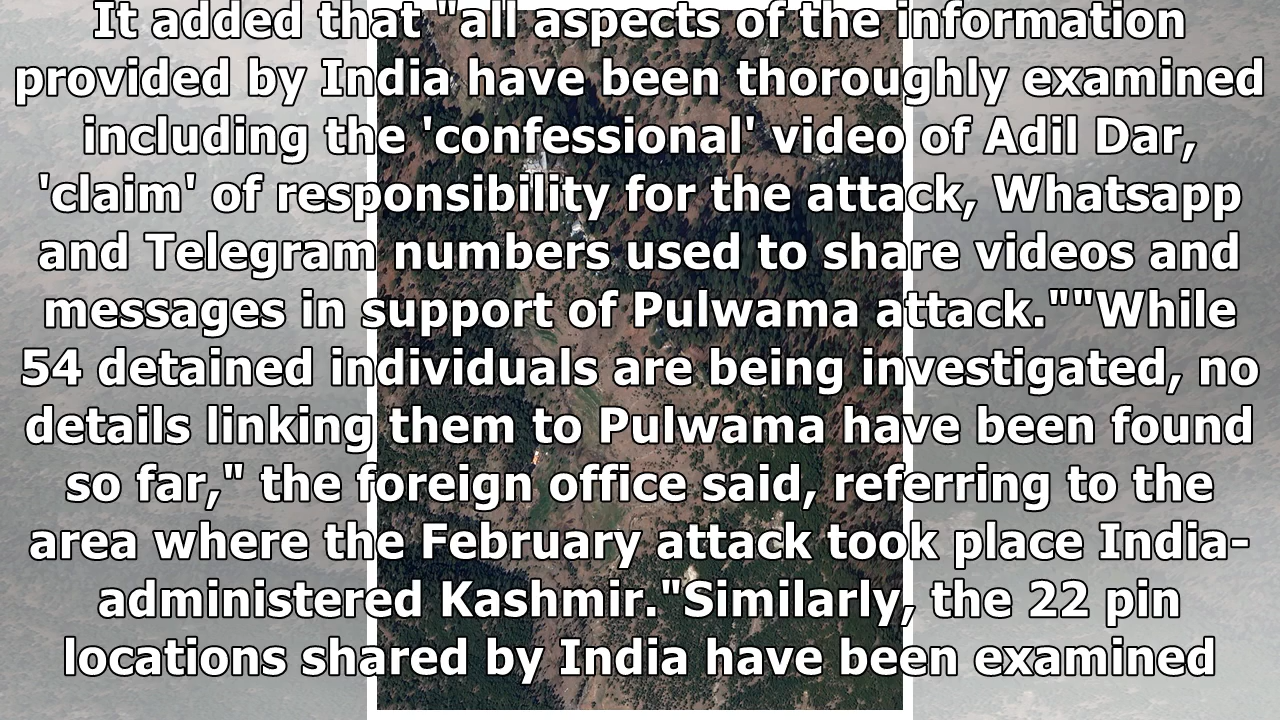 It added that "all aspects of the information
provided by India have been thoroughly examined
including the 'confessional' video of Adil Dar,
'claim' of responsibility for the attack, Whatsapp
and Telegram numbers used to share videos and
messages in support of Pulwama attack.""While
54 detained individuals are being investigated, no
details linking them to Pulwama have been found
so far," the foreign office said, referring to the
area where the February attack took place India-
administered Kashmir."Similarly, the 22 pin
locations shared by India have been examined